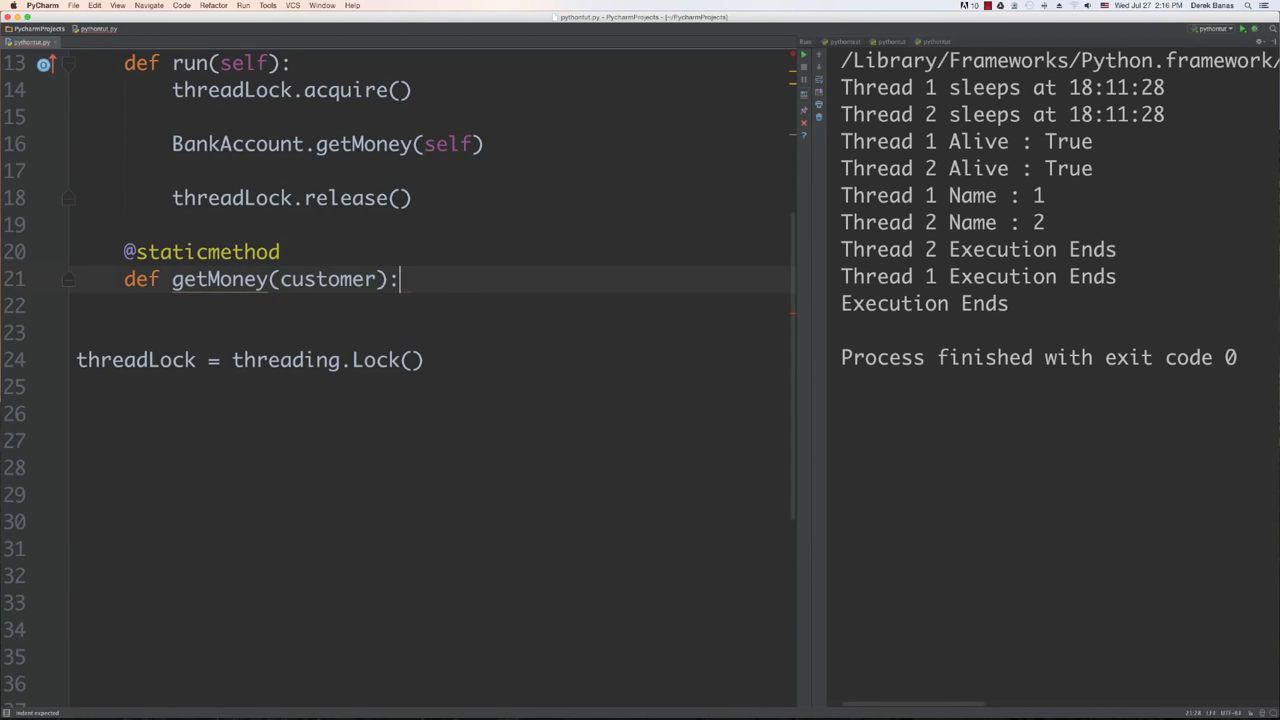 PyCharm File Edit View Navigate Code Refactor Run Tools VCS Window Help 10 Wed Jul 27 2:16 PM Derek Banas
pythontut.py - PyCharmProjects - [~/PycharmProjects]
PycharmProjects pythontut.py pythontut
pythontut.py Run: pythontest pythontut pythontut
13 def run(self):
14 threadLock.acquire()
15
16 BankAccount.getMoney(self)
17
18 threadLock.release()
19
20 @staticmethod
21 def getMoney(customer):
22
23
24 threadLock = threading.Lock()
25
26
27
28
29
30
31
32
33
34
35
36
/Library/Frameworks/Python.framework/
Thread 1 sleeps at 18:11:28
Thread 2 sleeps at 18:11:28
Thread 1 Alive : True
Thread 2 Alive : True
Thread 1 Name : 1
Thread 2 Name : 2
Thread 2 Execution Ends
Thread 1 Execution Ends
Execution Ends
Process finished with exit code 0
Indent expected 21:28 LF÷ UTF-8÷